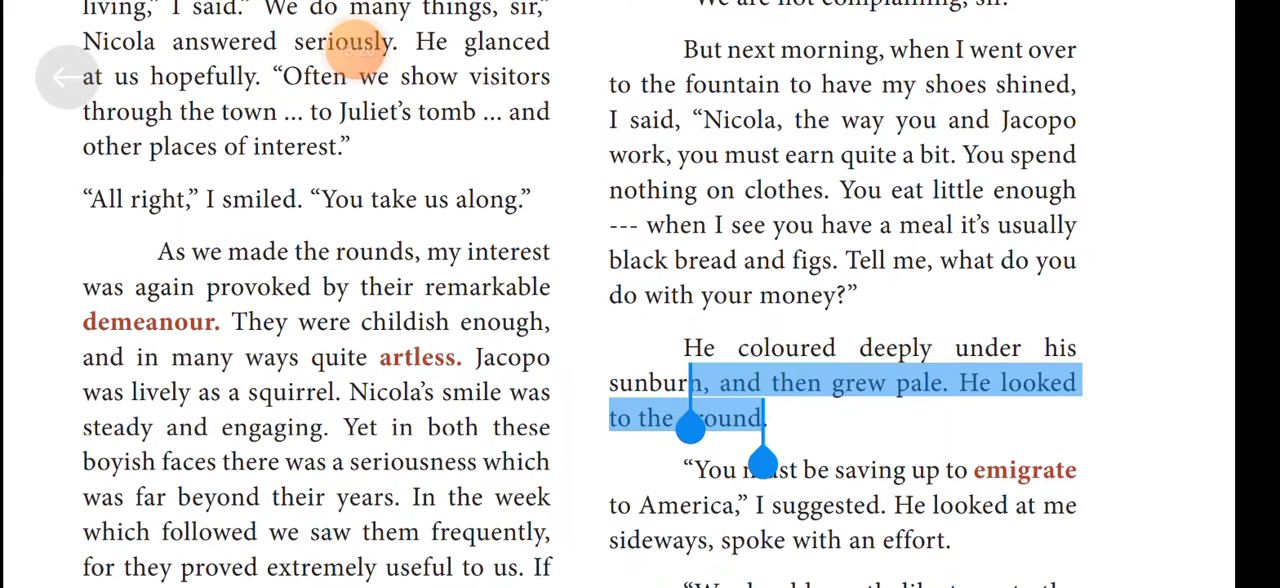 living,” I said.” We do many things, sir,”
Nicola answered seriously. He glanced
at us hopefully. “Often we show visitors
through the town ... to Juliet’s tomb ... and
other places of interest.”
“All right,” I smiled. “You take us along.”
As we made the rounds, my interest
was again provoked by their remarkable
demeanour. They were childish enough,
and in many ways quite artless. Jacopo
was lively as a squirrel. Nicola’s smile was
steady and engaging. Yet in both these
boyish faces there was a seriousness which
was far beyond their years. In the week
which followed we saw them frequently,
for they proved extremely useful to us. If
“We are not complaining, sir.”
But next morning, when I went over
to the fountain to have my shoes shined,
I said, “Nicola, the way you and Jacopo
work, you must earn quite a bit. You spend
nothing on clothes. You eat little enough
--- when I see you have a meal it’s usually
black bread and figs. Tell me, what do you
do with your money?”
He coloured deeply under his
sunburn, and then grew pale. He looked
to the ground.
“You must be saving up to emigrate
to America,” I suggested. He looked at me
sideways, spoke with an effort.